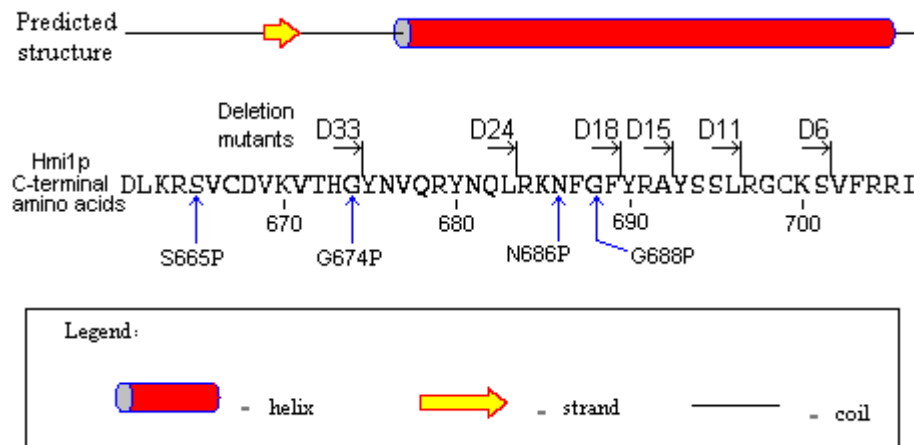 Predicted
structure
Deletion
mutants
D33 D24 D18 D15 D11 D6
Hmi1p
C-terminal
amino acids
DLKRSVCDVKVTHGYNVQRYNQLRKNFGFYRAYSSLRGCKSVFRRI
670 680 690 700
S665P G674P N686P G688P
Legend:
- helix - strand - coil